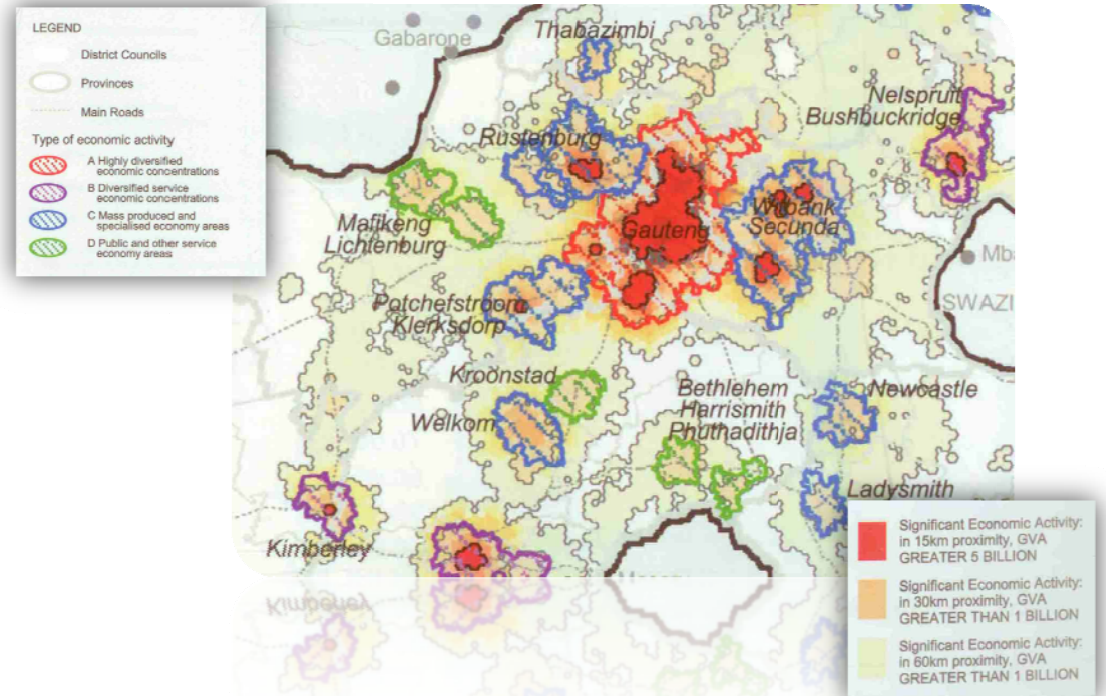 LEGEND
District Councils
Provinces
Main Roads
Type of economic activity
A Highly diversified
economic concentrations
B Diversified service
economic concentrations
C Mass produced and
specialised economy areas
D Public and other service
economy areas
Gabarone
Thabazimbi
Nelspruit
Bushbuckridge
Rustenburg
Mafikeng
Lichtenburg
Gauteng
Witbank
Secunda
Mba
SWAZI
Potchefstroom
Klerksdorp
Kroonstad
Welkom
Bethlehem
Harrismith
Phuthadithja
Newcastle
Ladysmith
Kimberley
Significant Economic Activity:
in 15km proximity, GVA
GREATER 5 BILLION
Significant Economic Activity:
in 30km proximity, GVA
GREATER THAN 1 BILLION
Significant Economic Activity:
in 60km proximity, GVA
GREATER THAN 1 BILLION